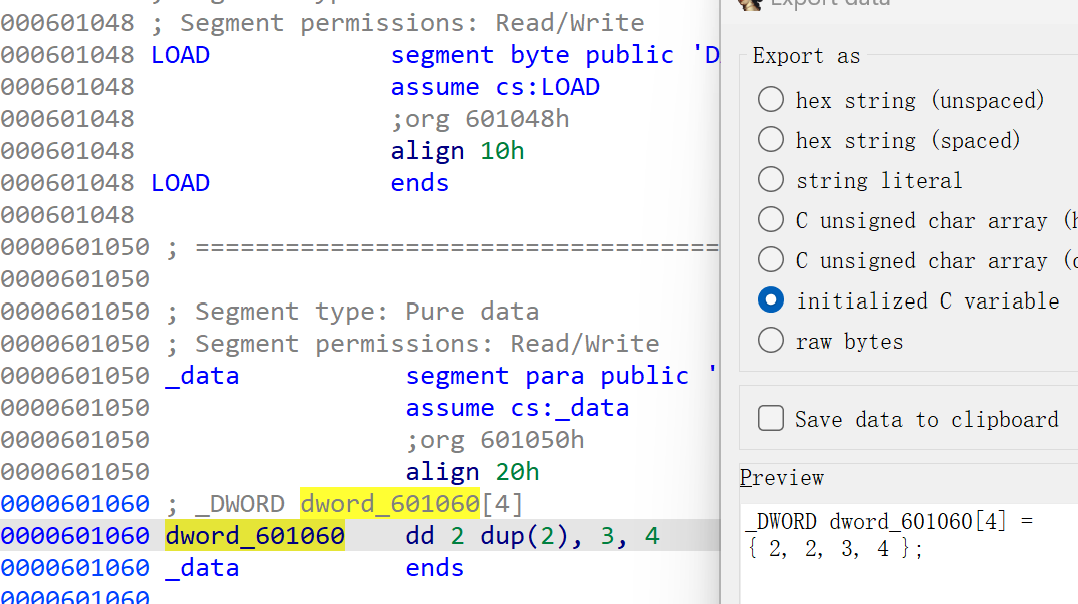 000601048 ; Segment permissions: Read/Write
000601048 LOAD segment byte public 'D
000601048 assume cs:LOAD
000601048 ;org 601048h
000601048 align 10h
000601048 LOAD ends
000601048
0000601050 ; ===================================
0000601050
0000601050 ; Segment type: Pure data
0000601050 ; Segment permissions: Read/Write
0000601050 _data segment para public '
0000601050 assume cs:_data
0000601050 ;org 601050h
0000601050 align 20h
0000601060 ; _DWORD dword_601060[4]
0000601060 dword_601060 dd 2 dup(2), 3, 4
0000601060 _data ends
0000601060
Export data
Export as
hex string (unspaced)
hex string (spaced)
string literal
C unsigned char array (h
C unsigned char array (
initialized C variable
raw bytes
Save data to clipboard
Preview
_DWORD dword_601060[4] =
{ 2, 2, 3, 4 };